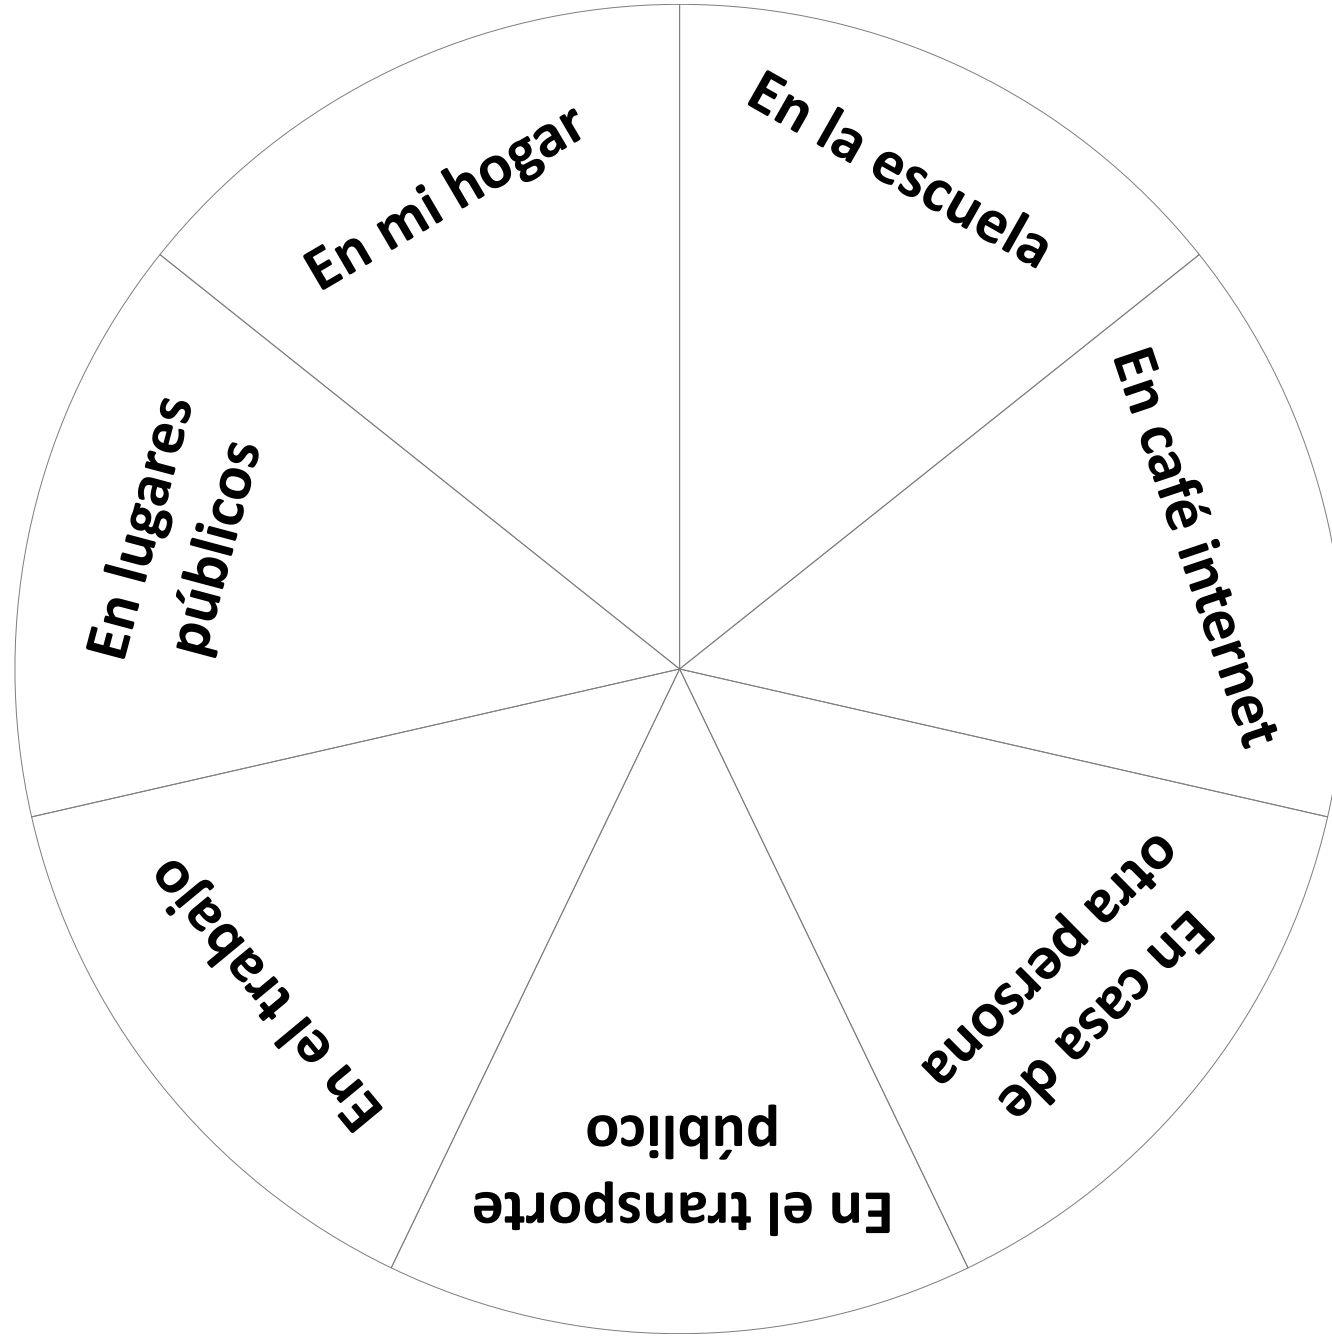 En la escuela
En café internet
En casa de
otra persona
En el transporte
público
En el trabajo
En lugares
públicos
En mi hogar